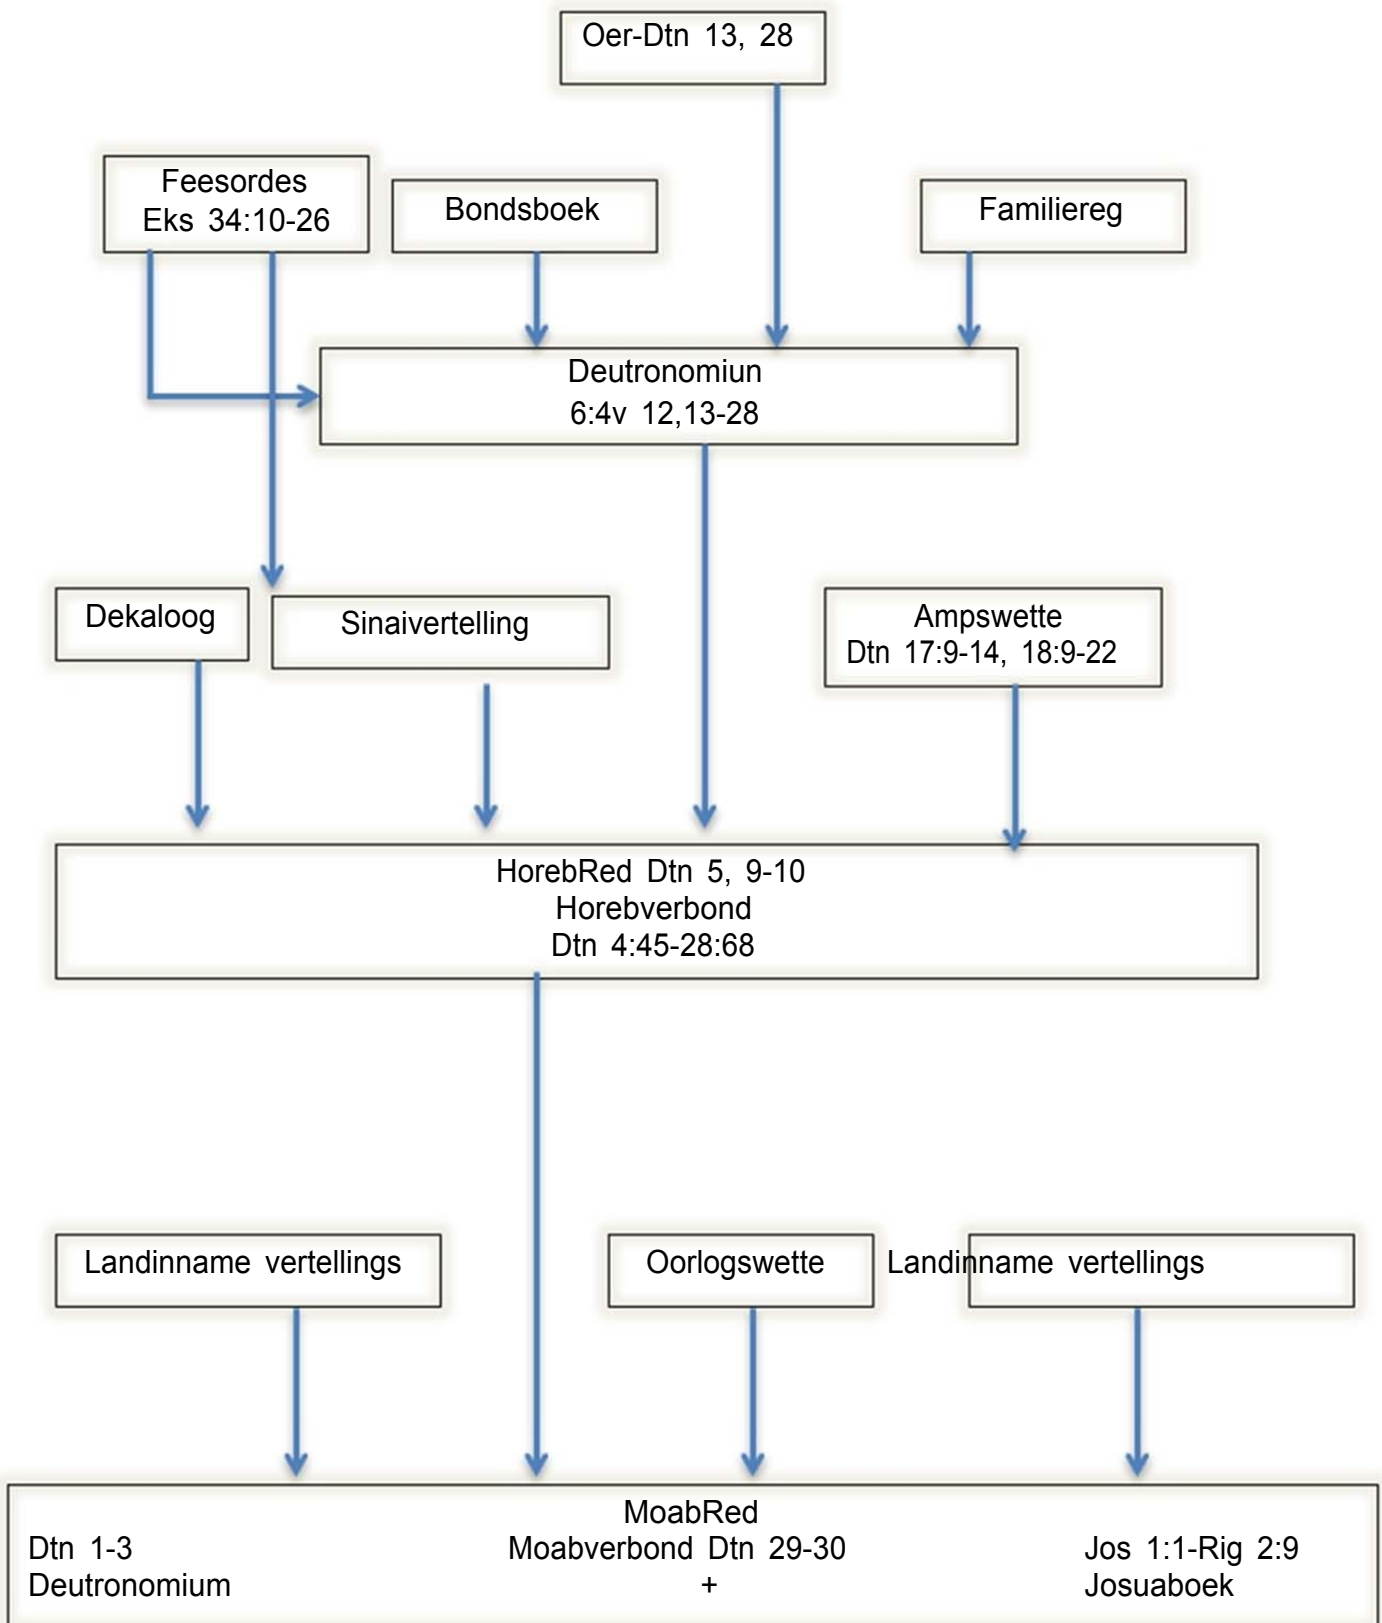 Oer-Dtn 13, 28
Feesordes
Eks 34:10-26
Bondsboek
Familiereg
Deutronomiun
6:4v 12,13-28
Dekaloog
Sinaivertelling
Ampswette
Dtn 17:9-14, 18:9-22
HorebRed Dtn 5, 9-10
Horebverbond
Dtn 4:45-28:68
Landinname vertellings
Oorlogswette
Landinname vertellings
MoabRed
Dtn 1-3
Moabverbond Dtn 29-30
Jos 1:1-Rig 2:9
Deutronomium
+
Josuaboek